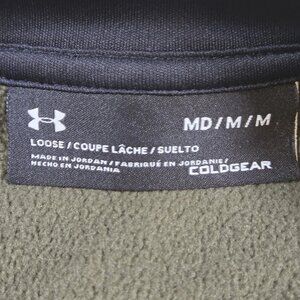 MD/M/M
LOOSE/COUPE LÂCHE/SUELTO
MADE IN JORDAN/FABRIQUÉ EN JORDANIE/
HECHO EN JORDANIA
COLDGEAR